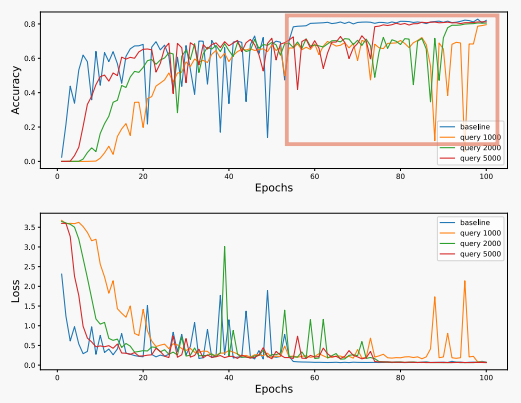 0.8
0.6
0.4
0.2
0.0
Accuracy
0 20 40 60 80 100
Epochs
baseline
query 1000
query 2000
query 5000
3.5
3.0
2.5
2.0
1.5
1.0
0.5
0.0
Loss
baseline
query 1000
query 2000
query 5000
0 20 40 60 80 100
Epochs